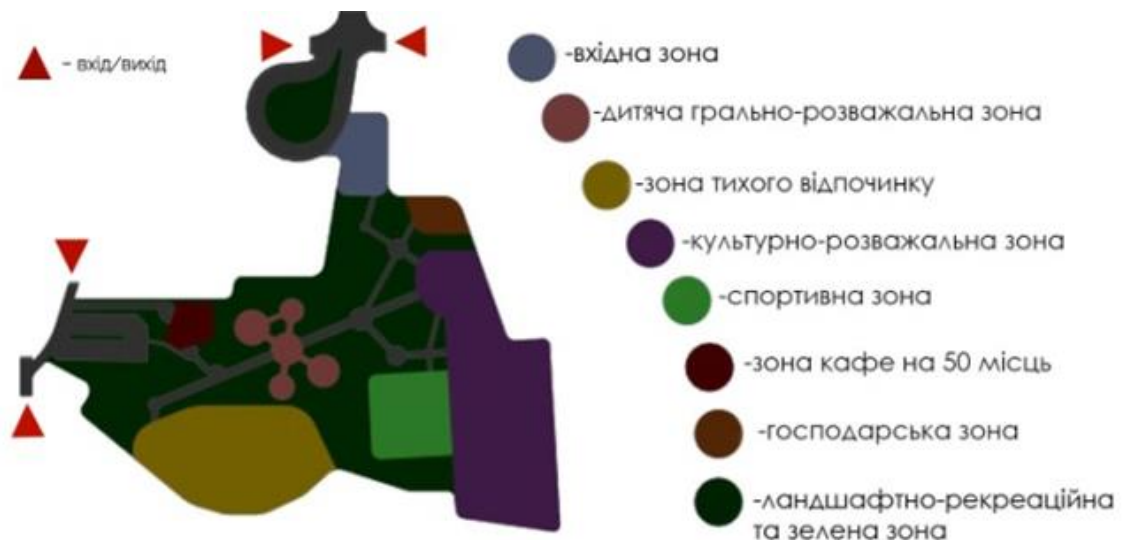 - вхід/вихід
-вхідна зона
-дитяча грально-розважальна зона
-зона тихого відпочинку
-культурно-розважальна зона
-спортивна зона
-зона кафе на 50 місць
-господарська зона
-ландшафтно-рекреаційна
та зелена зона